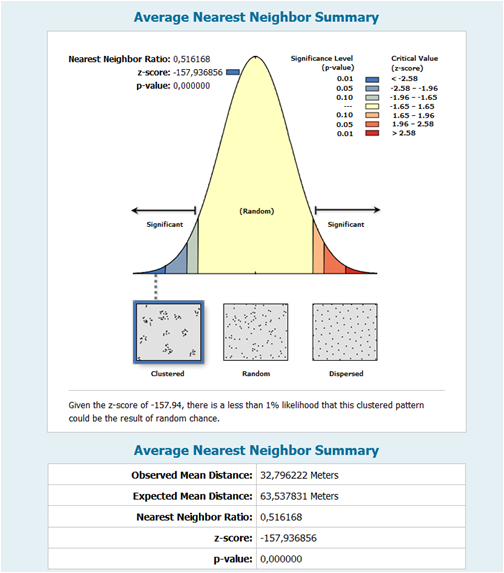 Average Nearest Neighbor Summary
Nearest Neighbor Ratio: 0,516168
z-score: -157,936856
p-value: 0,000000
Significance Level
(p-value)
Critical Value
(z-score)
0.01 < -2.58
0.05 -2.58 - -1.96
0.10 -1.96 - -1.65
--- -1.65 - 1.65
0.10 1.65 - 1.96
0.05 1.96 - 2.58
0.01 > 2.58
(Random)
Significant Significant
Clustered Random Dispersed
Given the z-score of -157.94, there is a less than 1% likelihood that this clustered pattern
could be the result of random chance.
Average Nearest Neighbor Summary
Observed Mean Distance: 32,796222 Meters
Expected Mean Distance: 63,537831 Meters
Nearest Neighbor Ratio: 0,516168
z-score: -157,936856
p-value: 0,000000